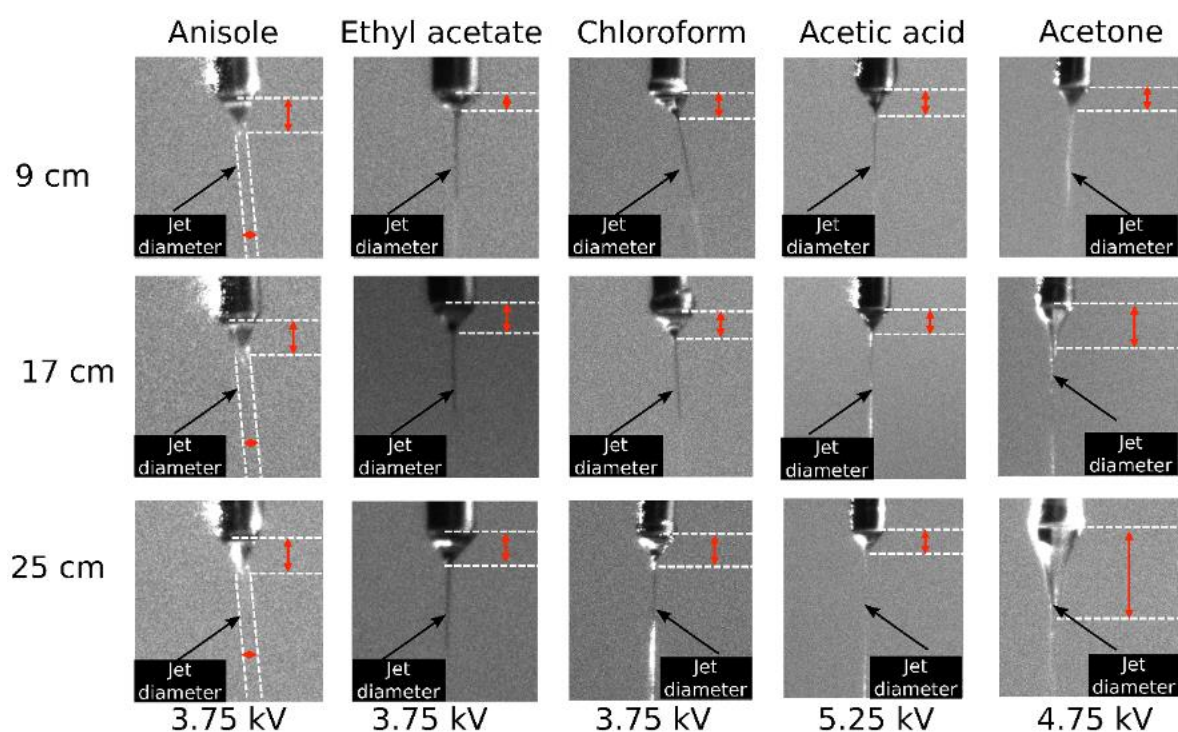 Anisole Ethyl acetate Chloroform Acetic acid Acetone
9 cm
Jet
diameter
Jet
diameter
Jet
diameter
Jet
diameter
Jet
diameter
17 cm
Jet
diameter
Jet
diameter
Jet
diameter
Jet
diameter
Jet
diameter
25 cm
Jet
diameter
Jet
diameter
Jet
diameter
Jet
diameter
Jet
diameter
3.75 kV 3.75 kV 3.75 kV 5.25 kV 4.75 kV